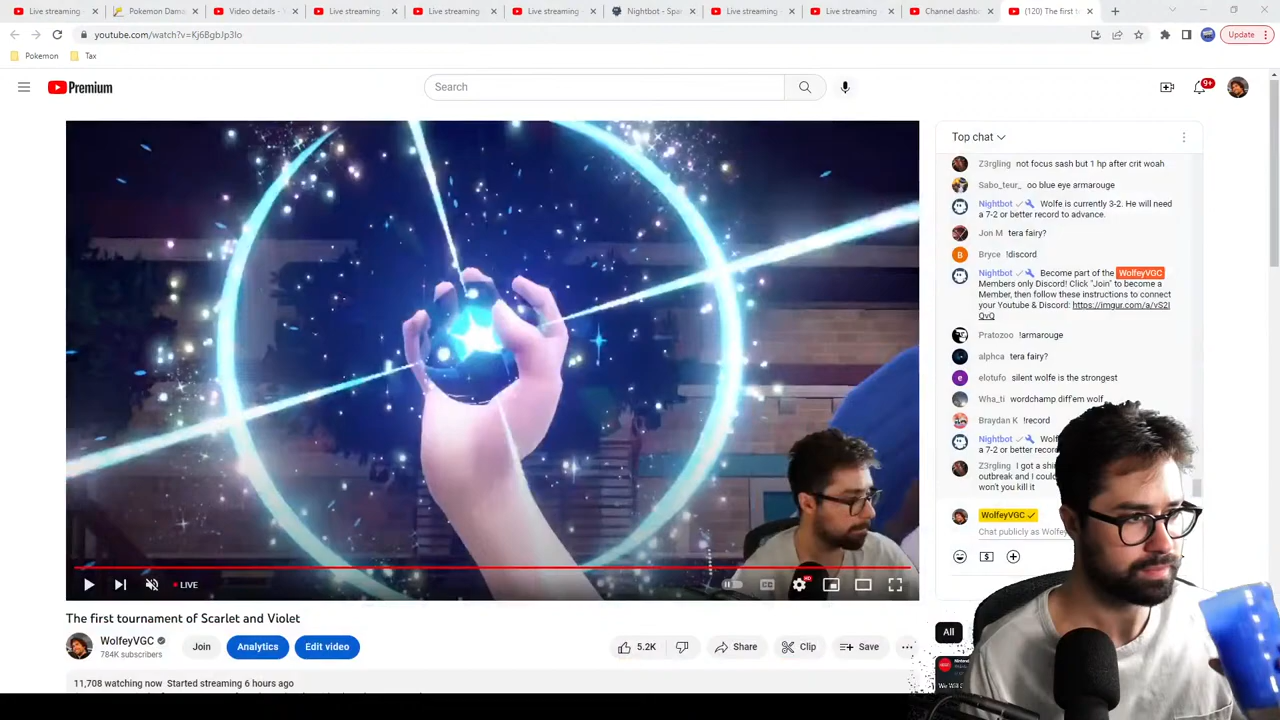 Live streaming
Pokemon Dama
Video details - Y
Live streaming
Live streaming
Live streaming
Nightbot - Spa
Live streaming
Live streaming
Channel dashb
(120) The first t
youtube.com/watch?v=Kj6BgbJp3Io
Update
Pokemon
Tax
Premium
Search
9+
Top chat
Z3rgling not focus sash but 1 hp after crit woah
Sabo_teur_ oo blue eye armarouge
Nightbot Wolfe is currently 3-2. He will need
a 7-2 or better record to advance.
Jon M tera fairy?
B
Bryce !discord
Nightbot Become part of the WolfeyVGC
Members only Discord! Click "Join" to become a
Member, then follow these instructions to connect
your Youtube & Discord: https://imgur.com/a/vS2I
QvQ
Pratozoo !armarouge
alphca tera fairy?
e
elotufo silent wolfe is the strongest
Wha_ti wordchamp diff'em wolf
Braydan K !record
Nightbot
a 7-2 or better
Z3rgling I got a
outbreak and I
won't you kill it
WolfeyVGC
Chat publicly as
LIVE
CC
HD
The first tournament of Scarlet and Violet
WolfeyVGC
784K subscribers
Join
Analytics
Edit video
5.2K
Share
Clip
Save
All
11,708 watching now Started streaming 6 hours ago
We Will